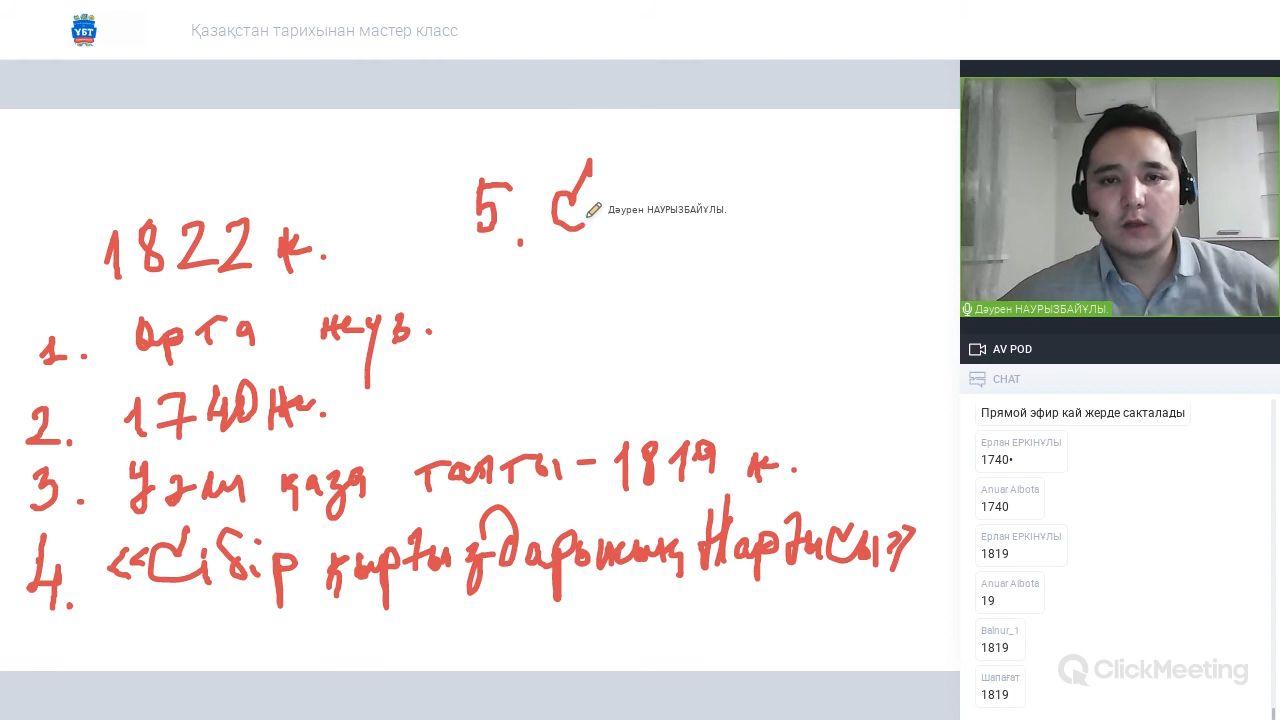 ҰБТ
Қазақстан тарихынан мастер класс
1822 ж.
1. Орта жүз.
2. 1740 ж.
3. Уәли қаза тапты - 1819 ж.
4. «Сібір қырғыздарының Жарғысы»
5. С
Дәурен НАУРЫЗБАЙҰЛЫ.
Дәурен НАУРЫЗБАЙҰЛЫ.
AV POD
CHAT
Прямой эфир кай жерде сакталады
Ерлан ЕРКІНҰЛЫ
1740•
Anuar Aibota
1740
Ерлан ЕРКІНҰЛЫ
1819
Anuar Aibota
19
Balnur_1
1819
Шапағат
1819
ClickMeeting